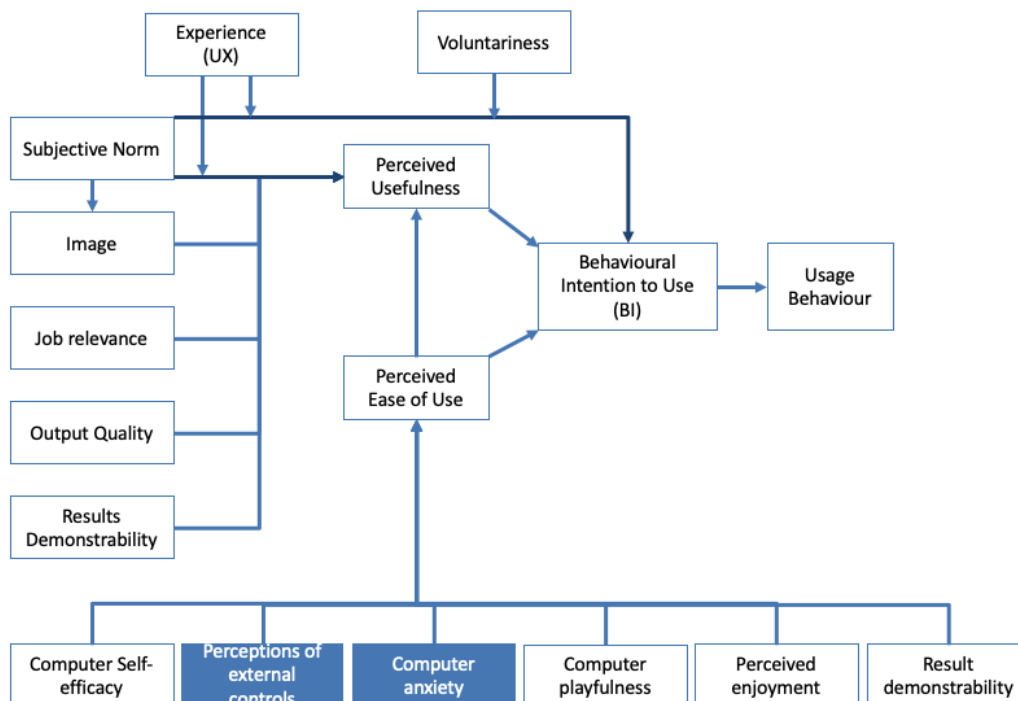 Experience
(UX)
Voluntariness
Subjective Norm
Perceived
Usefulness
Image
Behavioural
Intention to Use
(BI)
Usage
Behaviour
Job relevance
Perceived
Ease of Use
Output Quality
Results
Demonstrability
Computer Self-
efficacy
Perceptions of
external
controls
Computer
anxiety
Computer
playfulness
Perceived
enjoyment
Result
demonstrability